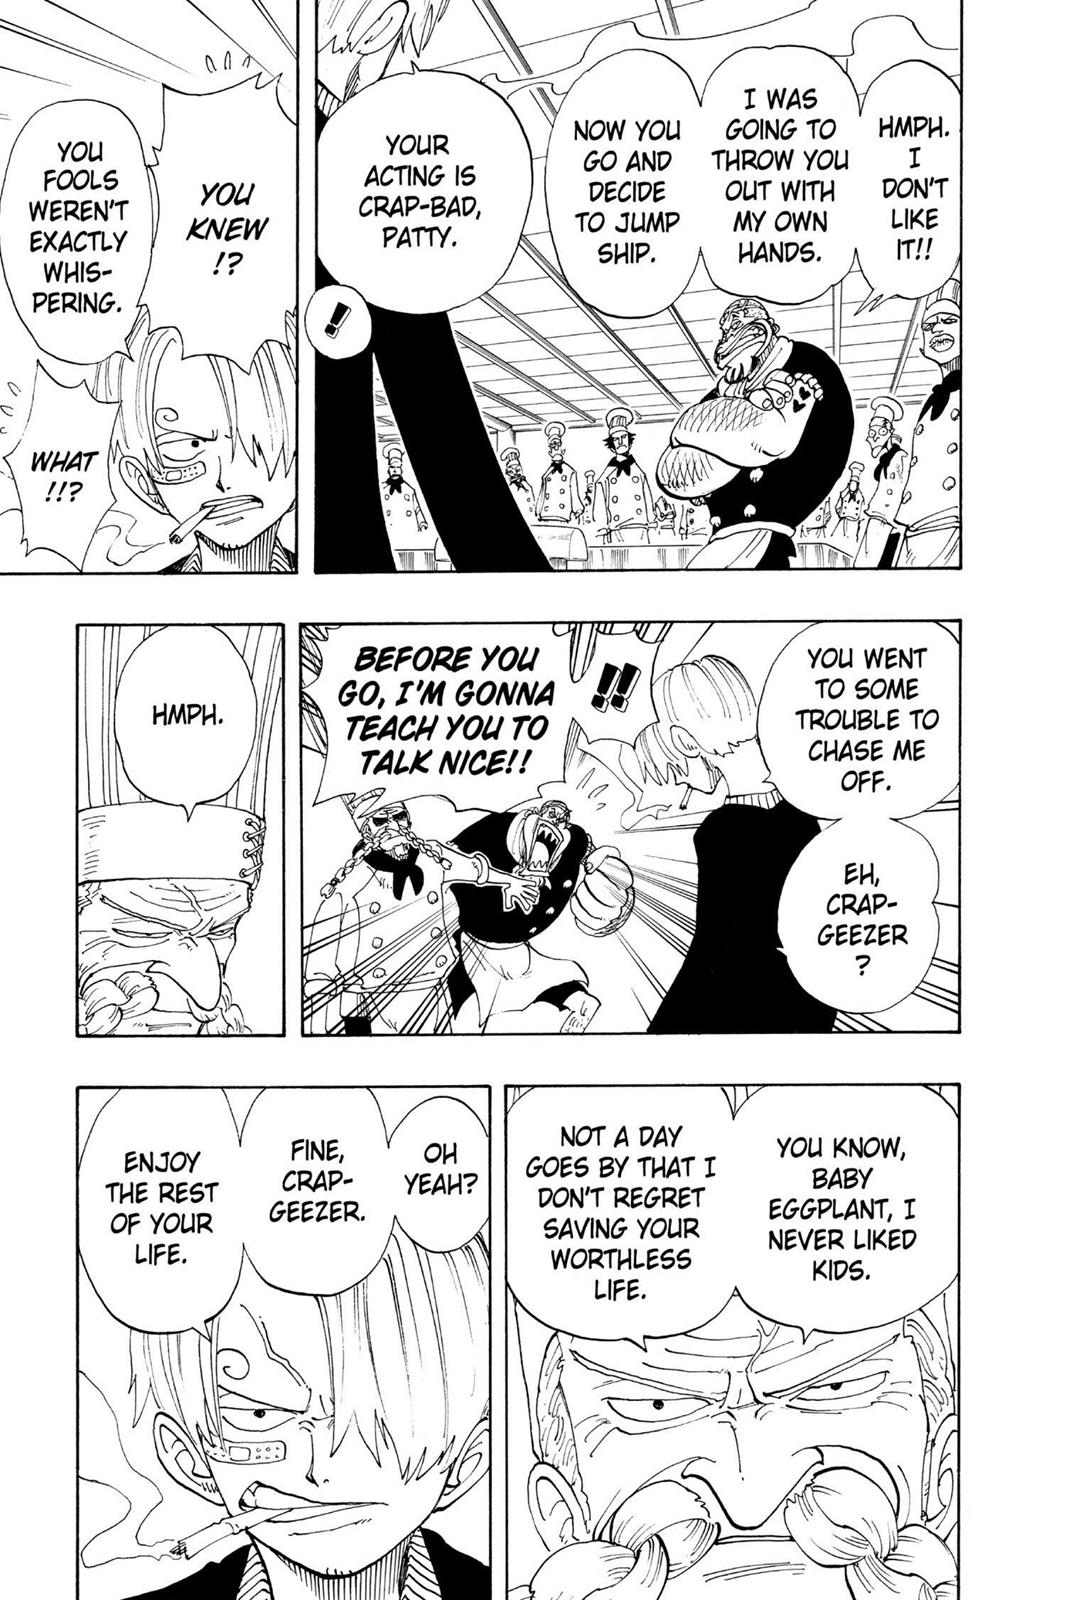 HMPH.
I
DON'T
LIKE
IT!!
I WAS
GOING TO
THROW YOU
OUT WITH
MY OWN
HANDS.
NOW YOU
GO AND
DECIDE
TO JUMP
SHIP.
YOUR
ACTING IS
CRAP-BAD,
PATTY.
!!
YOU
KNEW
!?
YOU
FOOLS
WEREN'T
EXACTLY
WHIS-
PERING.
WHAT
!!?
YOU WENT
TO SOME
TROUBLE TO
CHASE ME
OFF.
EH,
CRAP-
GEEZER
?
!!
BEFORE YOU
GO, I'M GONNA
TEACH YOU TO
TALK NICE!!
HMPH.
YOU KNOW,
BABY
EGGPLANT, I
NEVER LIKED
KIDS.
NOT A DAY
GOES BY THAT I
DON'T REGRET
SAVING YOUR
WORTHLESS
LIFE.
OH
YEAH?
FINE,
CRAP-
GEEZER.
ENJOY
THE REST
OF YOUR
LIFE.